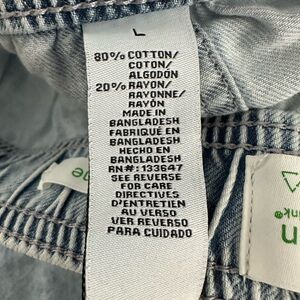 L
80% COTTON/
COTON/
ALGODÓN
20% RAYON/
RAYONNE/
RAYÓN
MADE IN
BANGLADESH
FABRIQUÉ EN
BANGLADESH
HECHO EN
BANGLADESH
RN#: 133647
SEE REVERSE
FOR CARE
DIRECTIVES
D'ENTRETIEN
AU VERSO
VER REVERSO
PARA CUIDADO